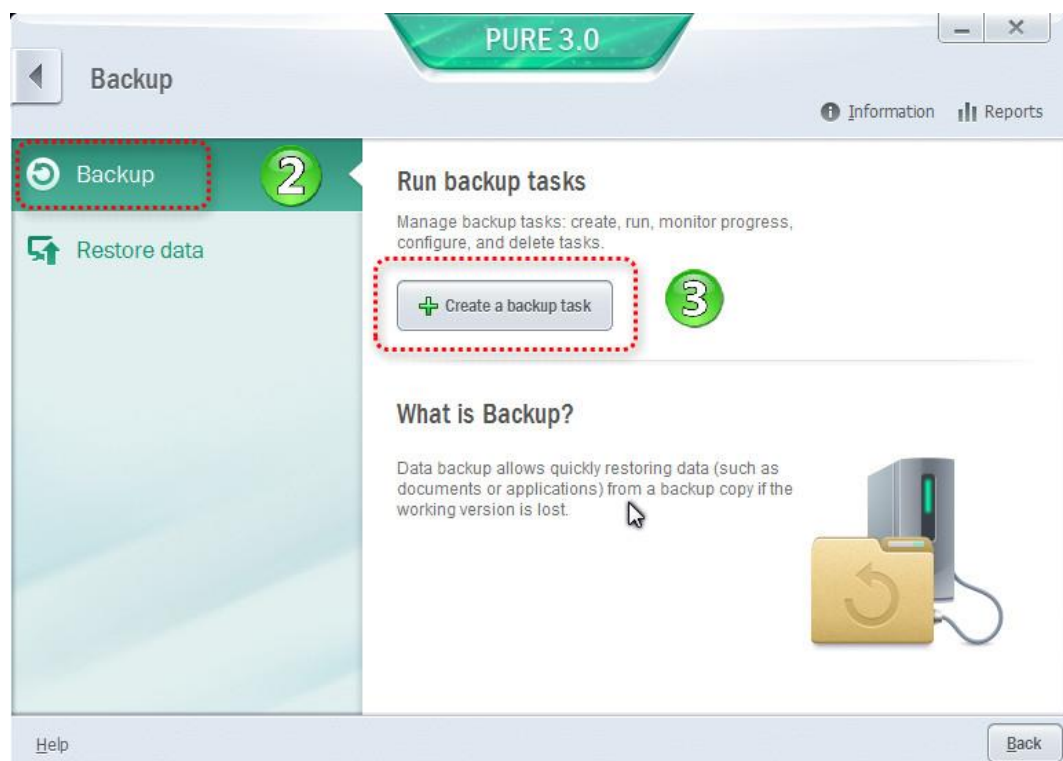 PURE 3.0
Backup
Information Reports
Backup 2
Restore data
Run backup tasks
Manage backup tasks: create, run, monitor progress,
configure, and delete tasks.
Create a backup task 3
What is Backup?
Data backup allows quickly restoring data (such as
documents or applications) from a backup copy if the
working version is lost.
Help Back